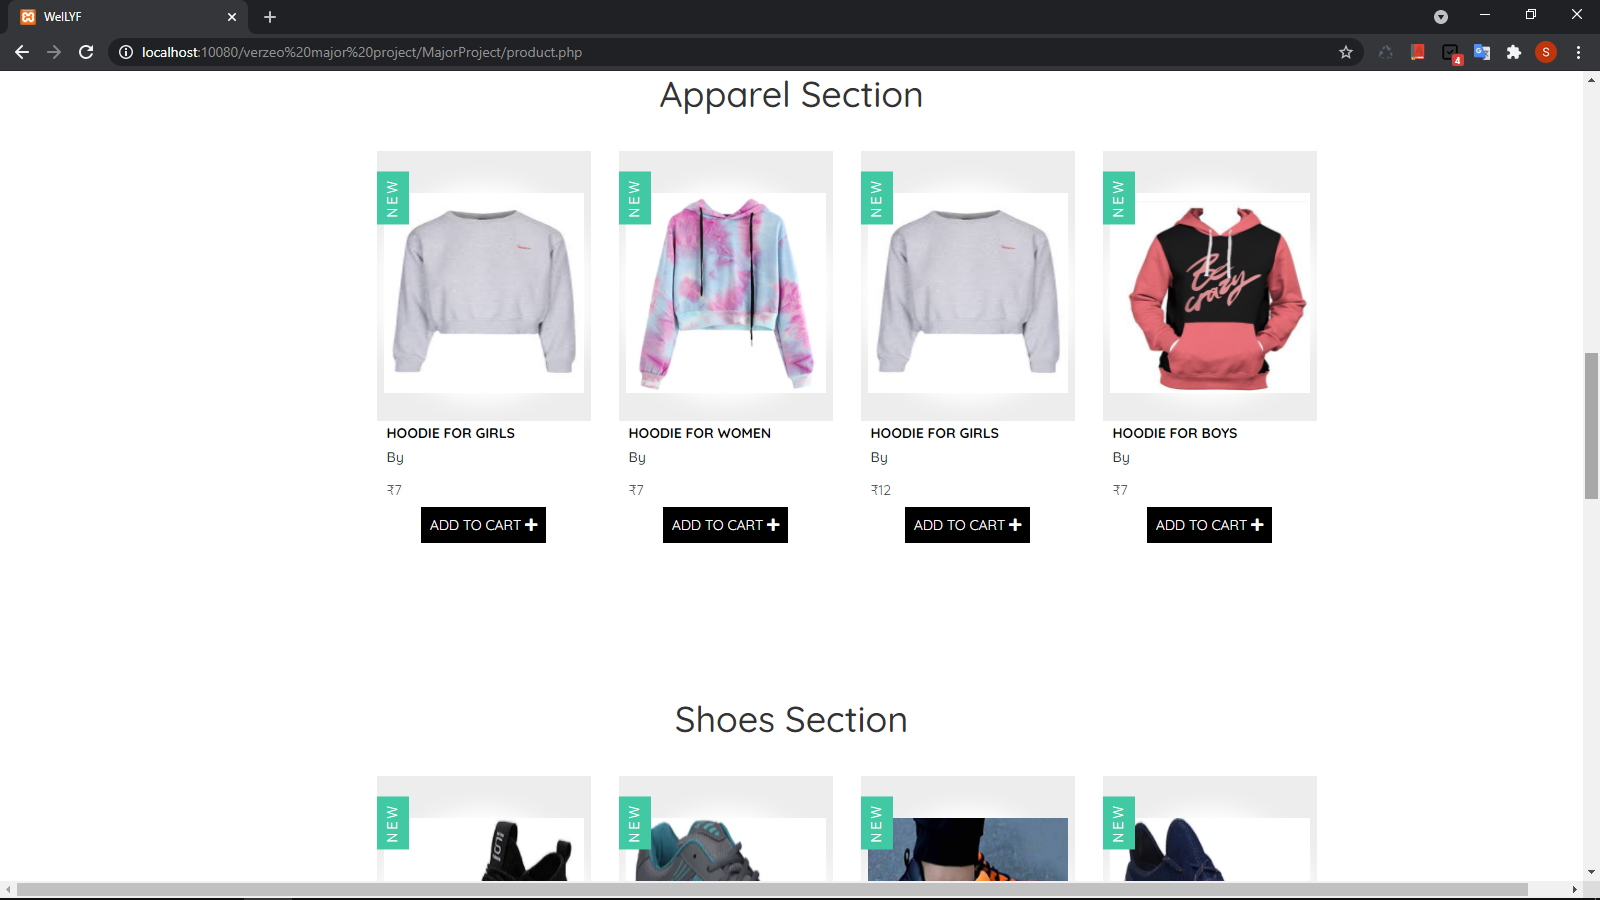 WelLYF
localhost:10080/verzeo%20major%20project/MajorProject/product.php
4
S
Apparel Section
NEW
NEW
NEW
NEW
Be
crazy
HOODIE FOR GIRLS
HOODIE FOR WOMEN
HOODIE FOR GIRLS
HOODIE FOR BOYS
By
By
By
By
₹7
₹7
₹12
₹7
ADD TO CART
ADD TO CART
ADD TO CART
ADD TO CART
Shoes Section
NEW
NEW
NEW
NEW